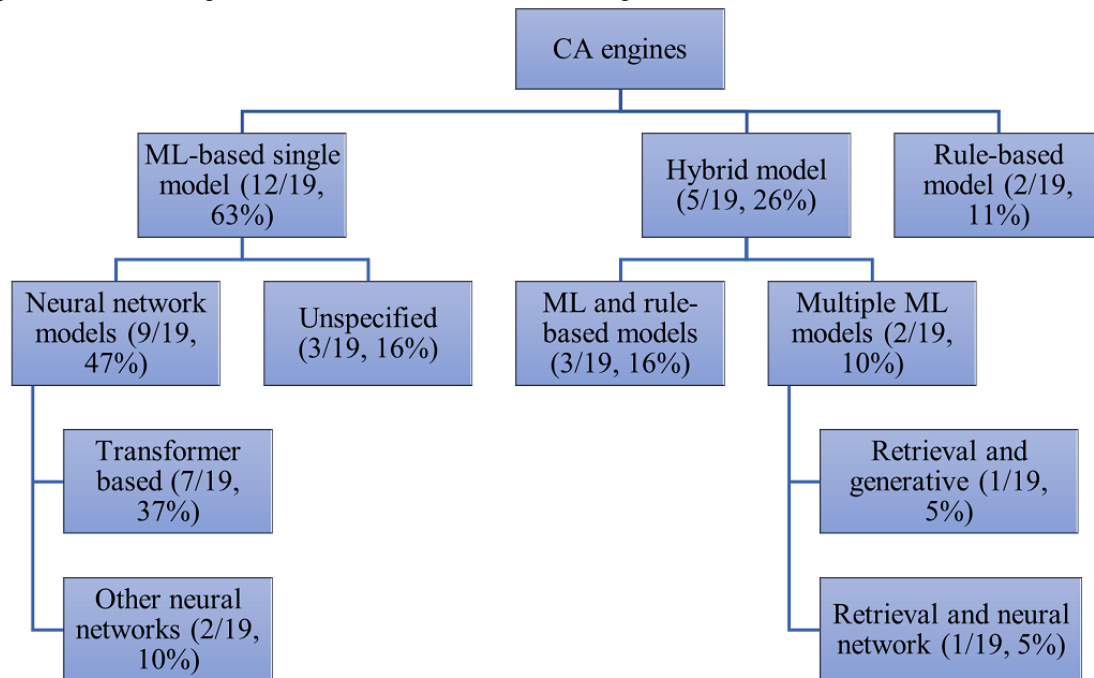 CA engines
ML-based single
model (12/19,
63%)
Hybrid model
(5/19, 26%)
Rule-based
model (2/19,
11%)
Neural network
models (9/19,
47%)
Unspecified
(3/19, 16%)
ML and rule-
based models
(3/19, 16%)
Multiple ML
models (2/19,
10%)
Transformer
based (7/19,
37%)
Retrieval and
generative (1/19,
5%)
Other neural
networks (2/19,
10%)
Retrieval and neural
network (1/19, 5%)